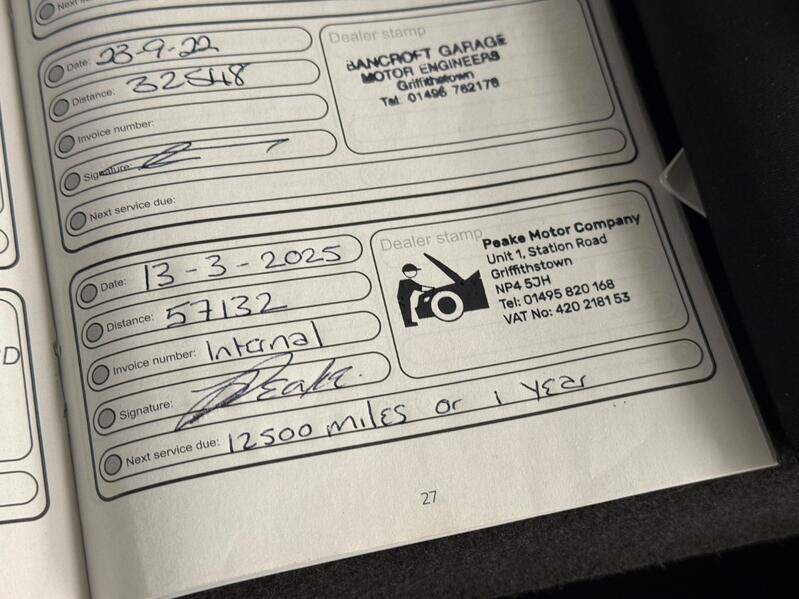 Next
Date: 23-9-22
Distance: 32548
Invoice number:
Signature:
Next service due:
Dealer stamp
BANCROFT GARAGE
MOTOR ENGINEERS
Griffithstown
Tel: 01495 762178
Date: 13-3-2025
Distance: 57132
Invoice number: Internal
Signature: Peake
Next service due: 12500 miles or 1 year
Dealer stamp
Peake Motor Company
Unit 1, Station Road
Griffithstown
NP4 5JH
Tel: 01495 820 168
VAT No: 420 2181 53
27